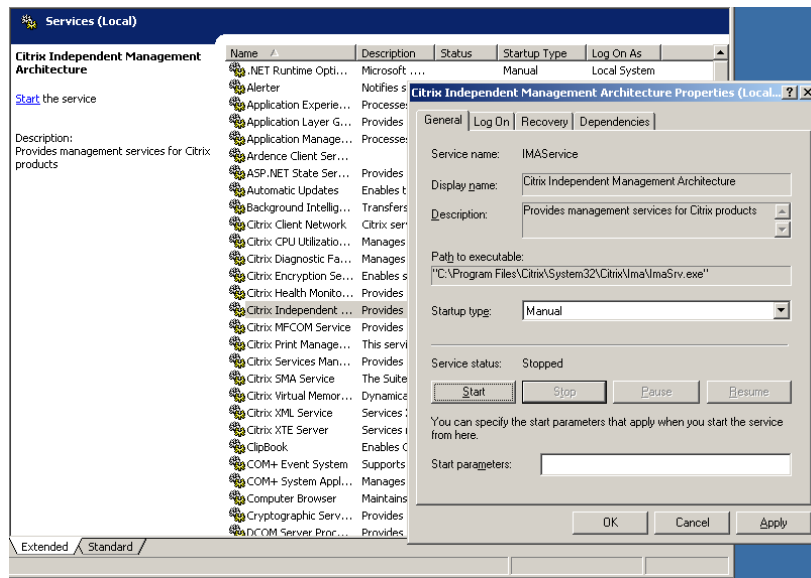 Services (Local)
Citrix Independent Management
Architecture
Start the service
Description:
Provides management services for Citrix
products
Name Description Status Startup Type Log On As
.NET Runtime Opti... Microsoft .... Manual Local System
Alerter Notifies s
Application Experie... Processe
Application Layer G... Provides
Application Manage... Processe
Ardence Client Ser...
ASP.NET State Ser... Provides
Automatic Updates Enables t
Background Intellig... Transfers
Citrix Client Network Citrix ser
Citrix CPU Utilizatio... Manages
Citrix Diagnostic Fa... Manages
Citrix Encryption Se... Enables s
Citrix Health Monito... Provides
Citrix Independent ... Provides
Citrix MFCOM Service Provides
Citrix Print Manage... This servi
Citrix Services Man... Provides
Citrix SMA Service The Suite
Citrix Virtual Memor... Dynamica
Citrix XML Service Services
Citrix XTE Server Services
ClipBook Enables C
COM+ Event System Supports
COM+ System Appl... Manages
Computer Browser Maintains
Cryptographic Serv... Provides
DCOM Server Proc... Provides
Extended Standard
Citrix Independent Management Architecture Properties (Local...
General Log On Recovery Dependencies
Service name: IMAService
Display name: Citrix Independent Management Architecture
Description: Provides management services for Citrix products
Path to executable:
"C:\Program Files\Citrix\System32\Citrix\Ima\ImaSrv.exe"
Startup type: Manual
Service status: Stopped
Start Stop Pause Resume
You can specify the start parameters that apply when you start the service
from here.
Start parameters:
OK Cancel Apply